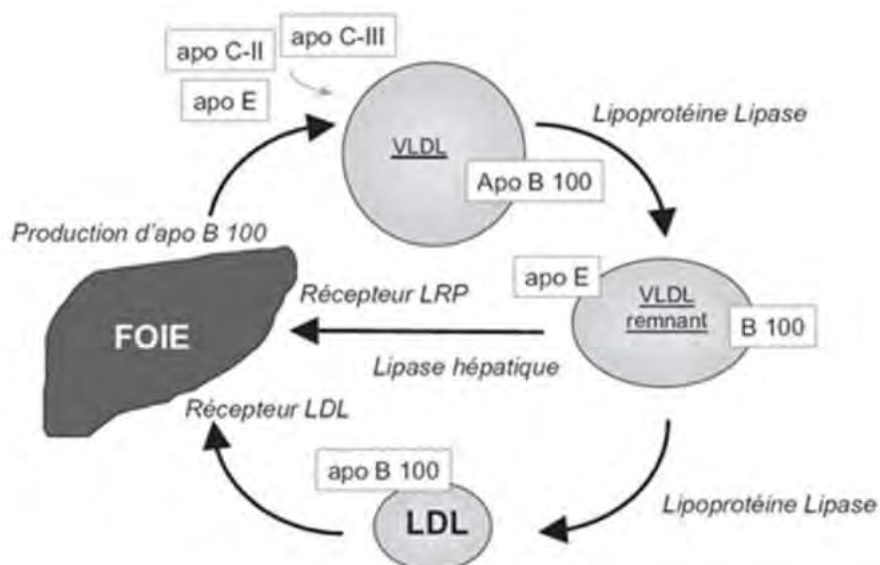 apo C-II
apo C-III
apo E
VLDL
Lipoprotéine Lipase
Apo B 100
Production d'apo B 100
apo E
VLDL
remnant
B 100
Récepteur LRP
FOIE
Lipase hépatique
Récepteur LDL
apo B 100
LDL
Lipoprotéine Lipase